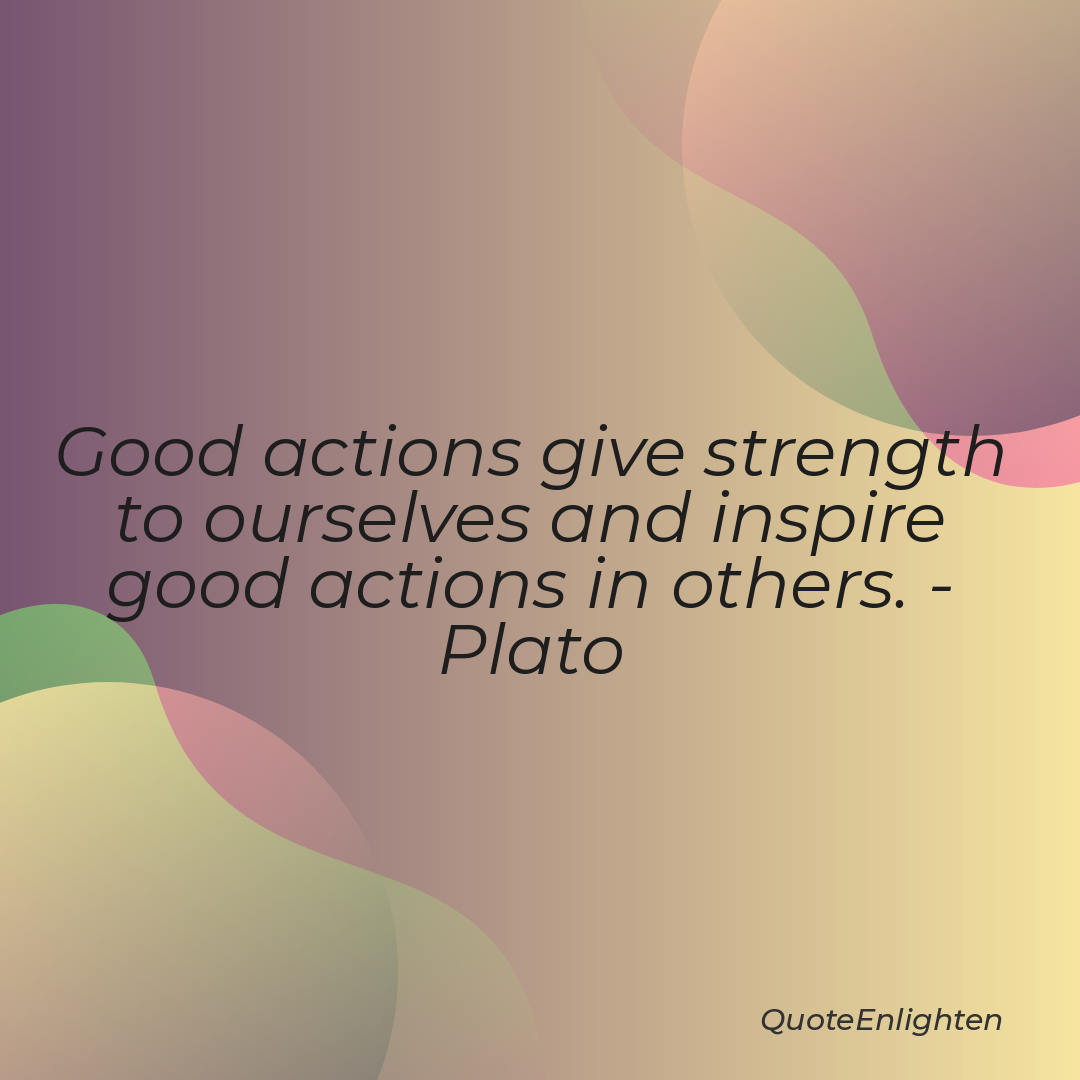 Good actions give strength
to ourselves and inspire
good actions in others. -
Plato
QuoteEnlighten